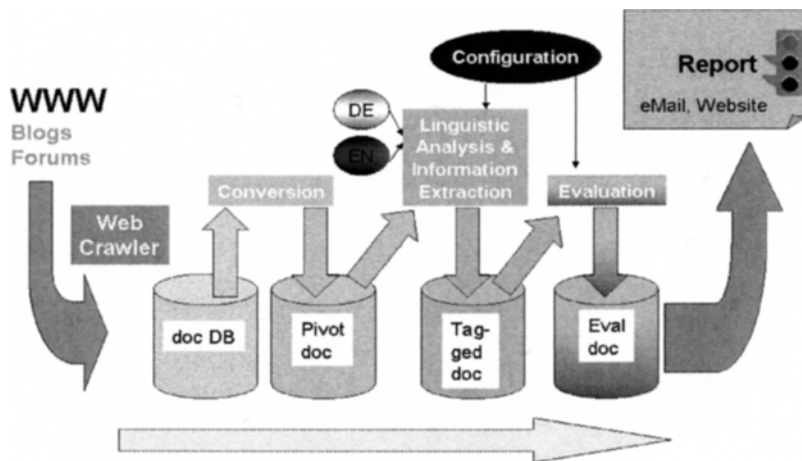 WWW
Blogs
Forums
Web
Crawler
Conversion
DE
EN
Configuration
Linguistic
Analysis &
Information
Extraction
Evaluation
Report
eMail, Website
doc DB
Pivot
doc
Tag-
ged
doc
Eval
doc